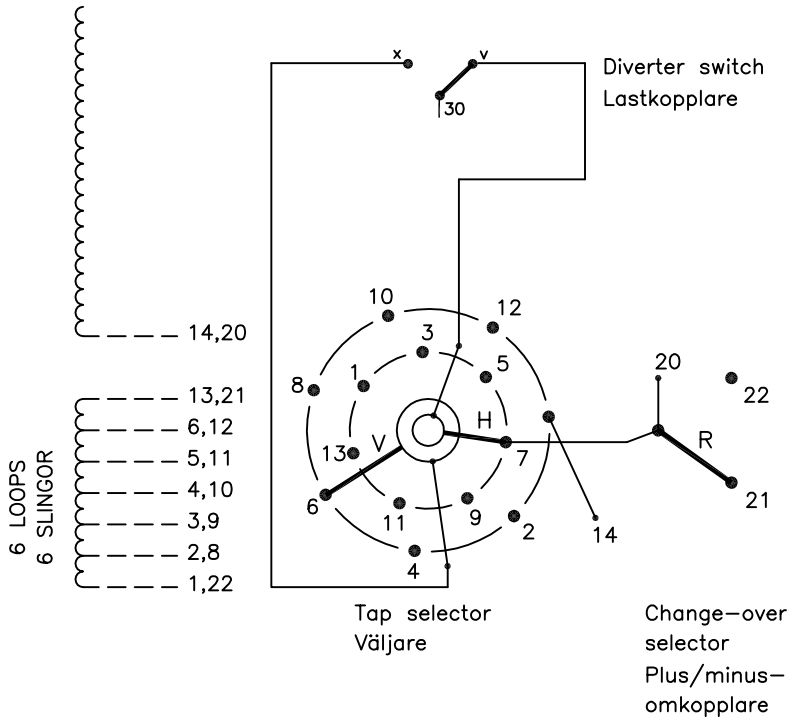 x
v
30
Diverter switch
Lastkopplare
10
12
3
14,20
5
20
8
1
22
13,21
6,12
H
R
V
13
7
5,11
6 LOOPS
6 SLINGOR
4,10
6
21
11
9
2
14
3,9
4
2,8
1,22
Tap selector
Väljare
Change-over
selector
Plus/minus-
omkopplare